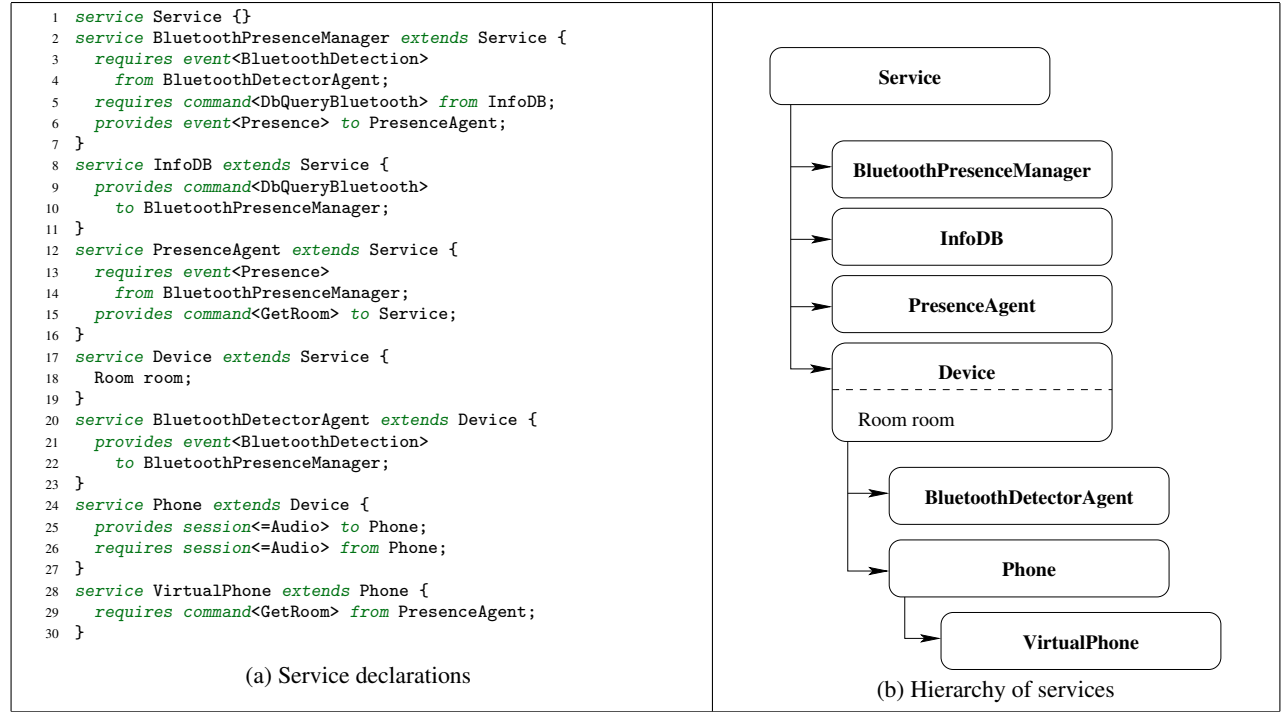 1 service Service {}
2 service BluetoothPresenceManager extends Service {
3 requires event<BluetoothDetection>
4 from BluetoothDetectorAgent;
5 requires command<DbQueryBluetooth> from InfoDB;
6 provides event<Presence> to PresenceAgent;
7 }
8 service InfoDB extends Service {
9 provides command<DbQueryBluetooth>
10 to BluetoothPresenceManager;
11 }
12 service PresenceAgent extends Service {
13 requires event<Presence>
14 from BluetoothPresenceManager;
15 provides command<GetRoom> to Service;
16 }
17 service Device extends Service {
18 Room room;
19 }
20 service BluetoothDetectorAgent extends Device {
21 provides event<BluetoothDetection>
22 to BluetoothPresenceManager;
23 }
24 service Phone extends Device {
25 provides session<=Audio> to Phone;
26 requires session<=Audio> from Phone;
27 }
28 service VirtualPhone extends Phone {
29 requires command<GetRoom> from PresenceAgent;
30 }
(a) Service declarations
Service
BluetoothPresenceManager
InfoDB
PresenceAgent
Device
Room room
BluetoothDetectorAgent
Phone
VirtualPhone
(b) Hierarchy of services